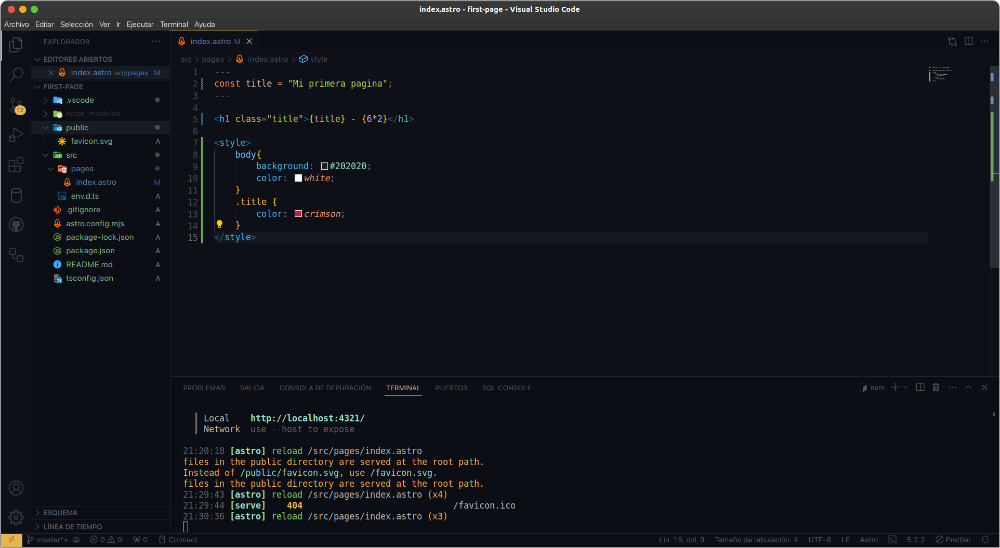 index.astro - first-page - Visual Studio Code
Archivo Editar Selección Ver Ir Ejecutar Terminal Ayuda
EXPLORADOR
EDITORES ABIERTOS
index.astro src/pages M
FIRST-PAGE
.vscode
node_modules
public
favicon.svg A
src
pages
index.astro M
env.d.ts A
.gitignore A
astro.config.mjs A
package-lock.json A
package.json A
README.md A
tsconfig.json A
ESQUEMA
LÍNEA DE TIEMPO
12
index.astro M
src > pages > index.astro > style
1 ---
2 const title = "Mi primera pagina";
3 ---
4
5 <h1 class="title">{title} - {6*2}</h1>
6
7 <style>
8 body{
9 background: #202020;
10 color: white;
11 }
12 .title {
13 color: crimson;
14 }
15 </style>
PROBLEMAS SALIDA CONSOLA DE DEPURACIÓN TERMINAL PUERTOS SQL CONSOLE
npm
Local http://localhost:4321/
Network use --host to expose
21:20:18 [astro] reload /src/pages/index.astro
files in the public directory are served at the root path.
Instead of /public/favicon.svg, use /favicon.svg.
files in the public directory are served at the root path.
21:29:43 [astro] reload /src/pages/index.astro (x4)
21:29:44 [serve] 404 /favicon.ico
21:30:36 [astro] reload /src/pages/index.astro (x3)
master*+ 0 0 0 Connect
Lín. 15, col. 9 Tamaño de tabulación: 4 UTF-8 LF Astro 5.2.2 Prettier